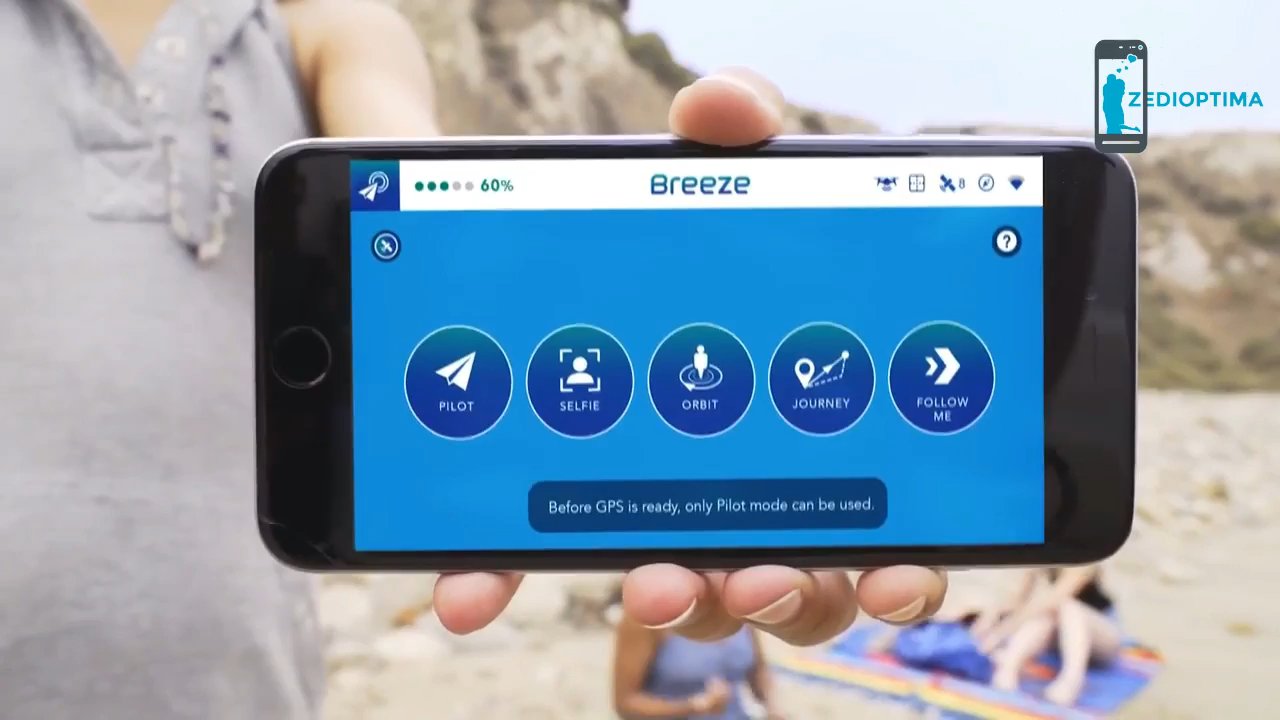 ZEDIOPTIMA
60%
Breeze
8
?
PILOT
SELFIE
ORBIT
JOURNEY
FOLLOW
ME
Before GPS is ready, only Pilot mode can be used.